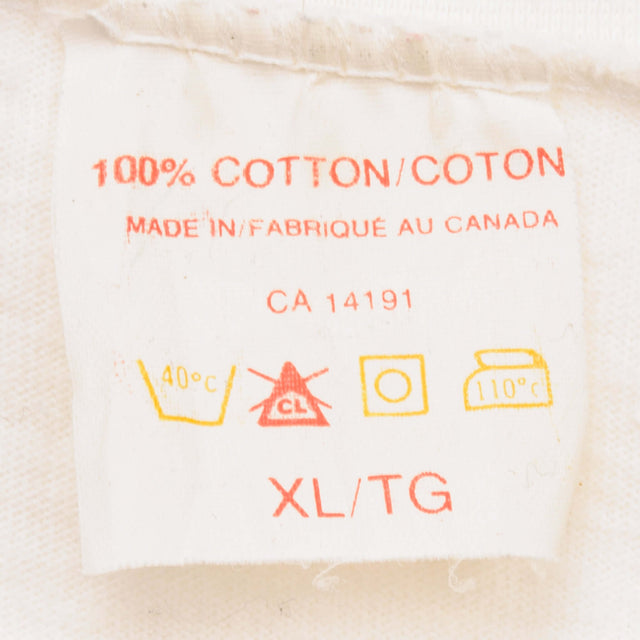 100% COTTON/COTON
MADE IN/FABRIQUÉ AU CANADA
CA 14191
40°C CL 110°C
XL/TG